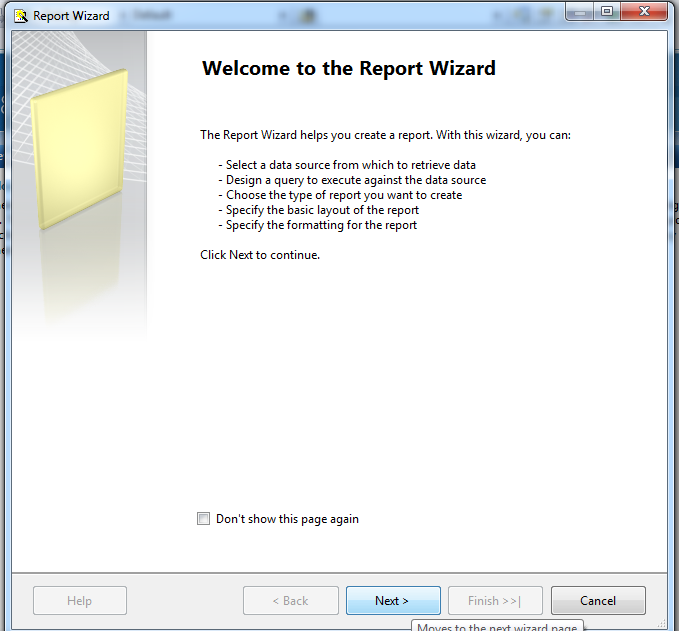 Report Wizard
Default
Welcome to the Report Wizard
The Report Wizard helps you create a report. With this wizard, you can:
- Select a data source from which to retrieve data
- Design a query to execute against the data source
- Choose the type of report you want to create
- Specify the basic layout of the report
- Specify the formatting for the report
Click Next to continue.
Don't show this page again
Help
< Back
Next >
Finish >>|
Cancel
Moves to the next wizard page